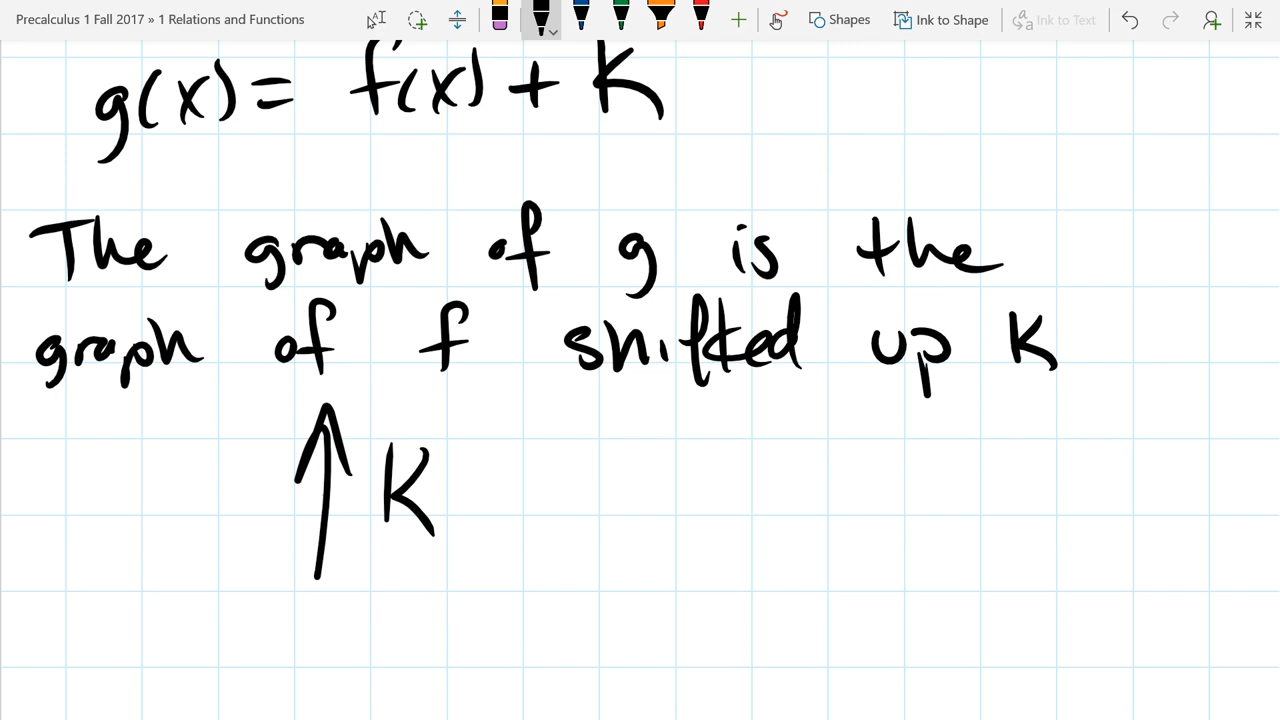 Precalculus 1 Fall 2017 » 1 Relations and Functions
Shapes
Ink to Shape
Ink to Text
g(x) = f(x) + K
The graph of g is the
graph of f shifted up K
↑ K